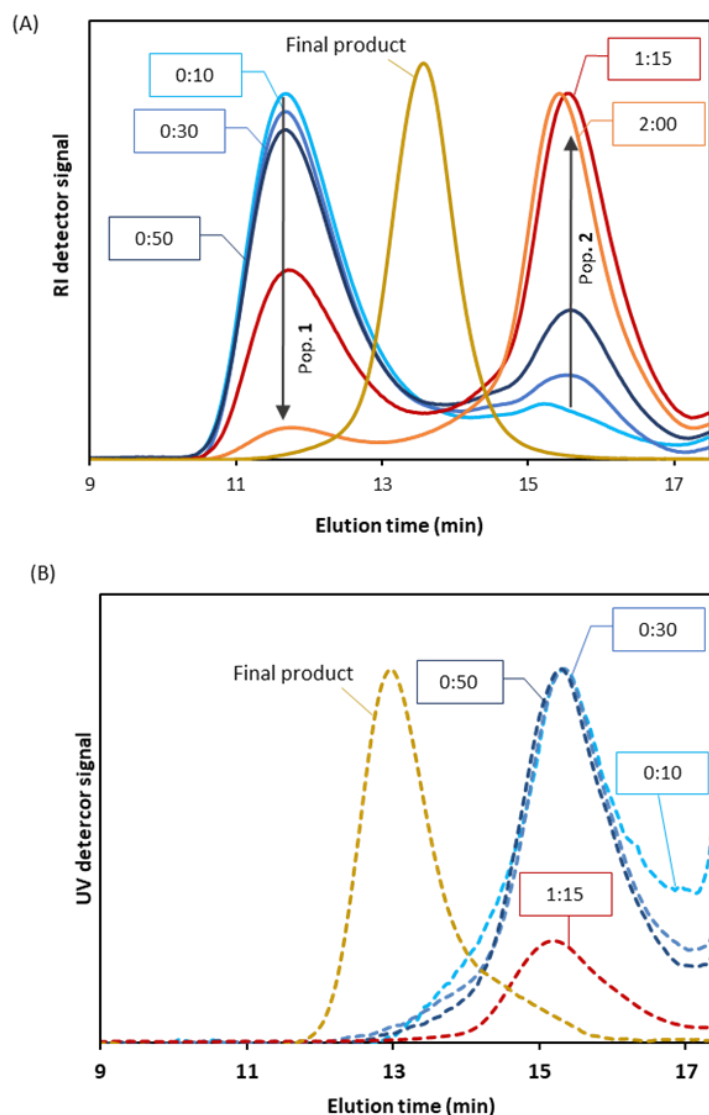 (A)
Final product
0:10
1:15
0:30
2:00
0:50
Pop. 1
Pop. 2
RI detector signal
9
11
13
15
17
Elution time (min)
(B)
0:30
Final product
0:50
0:10
1:15
UV detercor signal
9
11
13
15
17
Elution time (min)